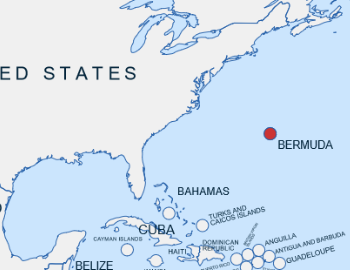 ED STATES
BERMUDA
BAHAMAS
TURKS AND
CAICOS ISLANDS
CUBA
CAYMAN ISLANDS
HAITI
DOMINICAN
REPUBLIC
ANGUILLA
ANTIGUA AND BARBUDA
GUADELOUPE
BELIZE